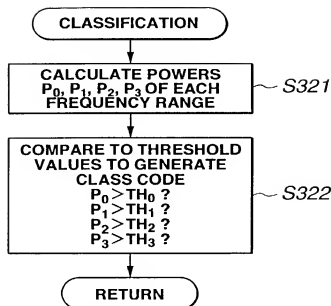 CLASSIFICATION
CALCULATE POWERS
P₀, P₁, P₂, P₃ OF EACH
FREQUENCY RANGE
S321
COMPARE TO THRESHOLD
VALUES TO GENERATE
CLASS CODE
P₀ > TH₀ ?
P₁ > TH₁ ?
P₂ > TH₂ ?
P₃ > TH₃ ?
S322
RETURN